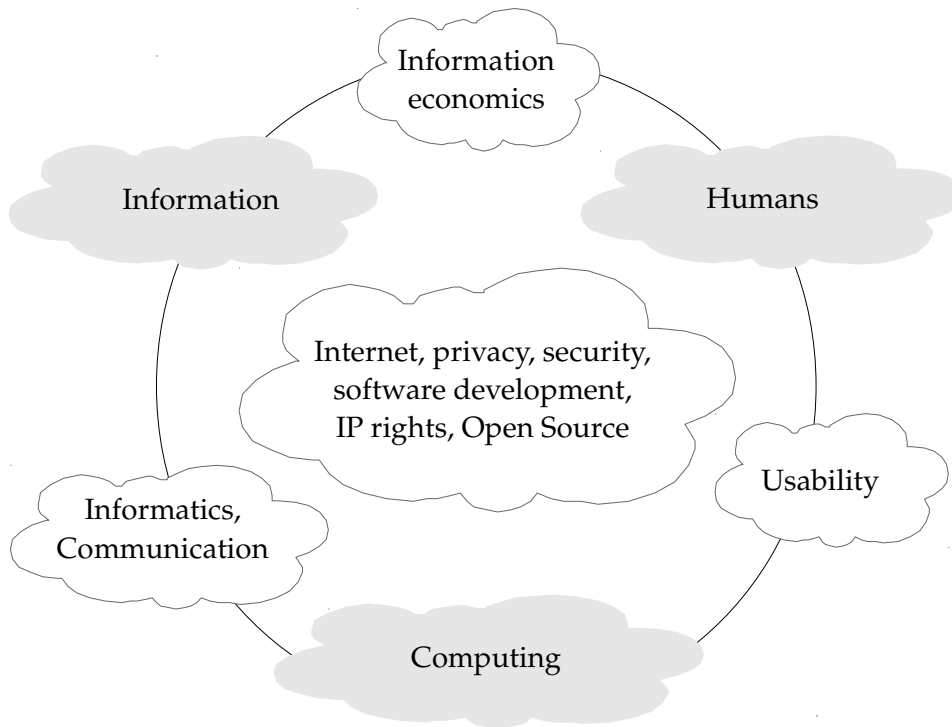 Information
economics
Information
Humans
Internet, privacy, security,
software development,
IP rights, Open Source
Usability
Informatics,
Communication
Computing